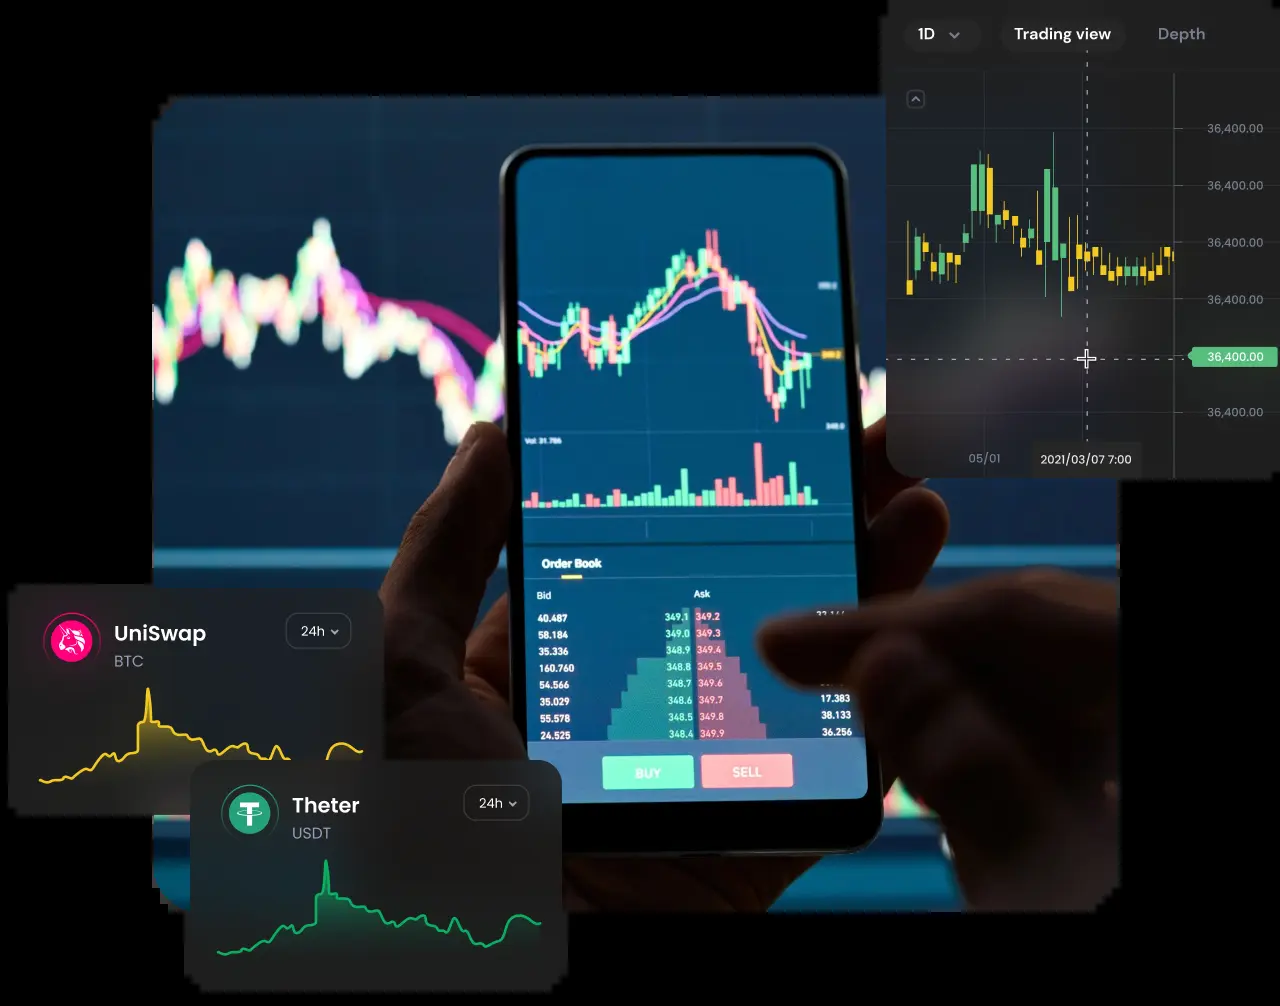 1D Trading view Depth
36,400.00
36,400.00
36,400.00
36,400.00
36,400.00
36,400.00
05/01 2021/03/07 7:00
348.0
Vol: 31.786
Order Book
Bid Ask
40.487 349.1 349.2
58.184 349.0 349.3
35.336 348.9 349.4
160.760 348.8 349.5
54.566 348.7 349.6
35.029 348.6 349.7 17.383
55.578 348.5 349.8 38.133
24.525 348.4 349.9 36.256
BUY SELL
UniSwap 24h
BTC
Theter 24h
USDT